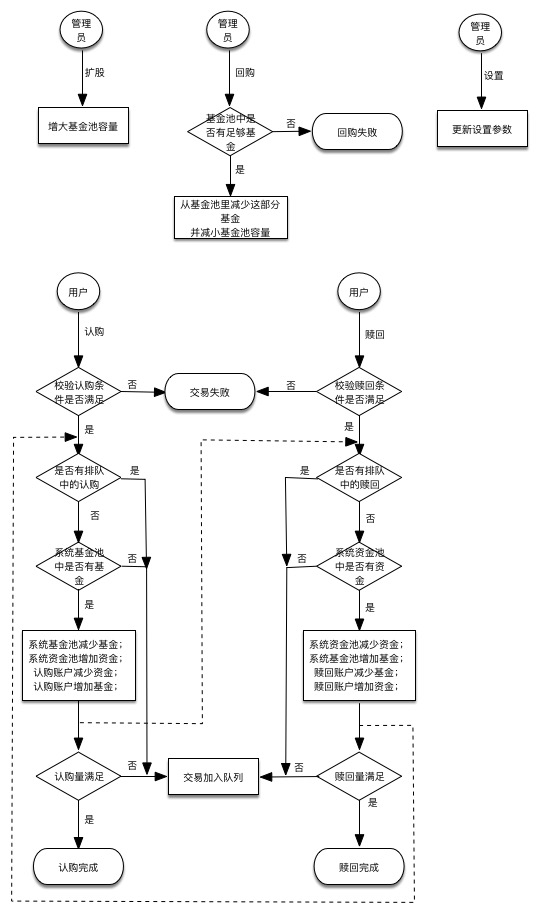 管理
员
扩股
增大基金池容量
管理
员
回购
基金池中是
否有足够基
金
否
回购失败
是
从基金池里减少这部分
基金
并减小基金池容量
管理
员
设置
更新设置参数
用户
认购
校验认购条
件是否满足
否
交易失败
否
用户
赎回
校验赎回条
件是否满足
是
是
是否有排队
中的认购
是
是
是否有排队
中的赎回
否
否
系统基金池
中是否有基
金
否
否
系统资金池
中是否有资
金
是
是
系统基金池减少基金；
系统资金池增加资金；
认购账户减少资金；
认购账户增加基金；
系统资金池减少资金；
系统基金池增加基金；
赎回账户减少基金；
赎回账户增加资金；
认购量满足
否
交易加入队列
否
赎回量满足
是
是
认购完成
赎回完成